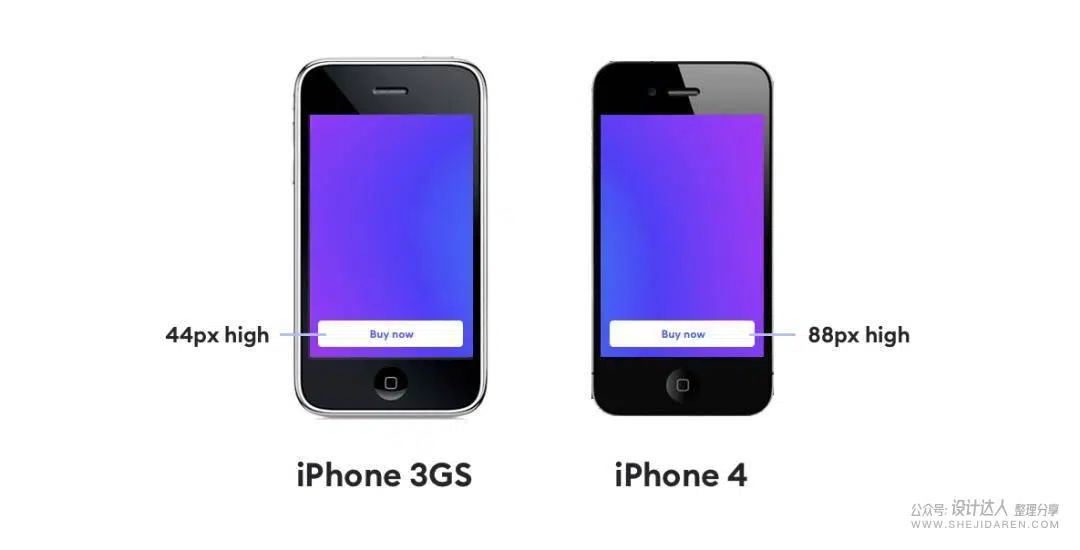 44px high
Buy now
Buy now
88px high
iPhone 3GS
iPhone 4
公众号: 设计达人 整理分享
WWW.SHEJIDAREN.COM